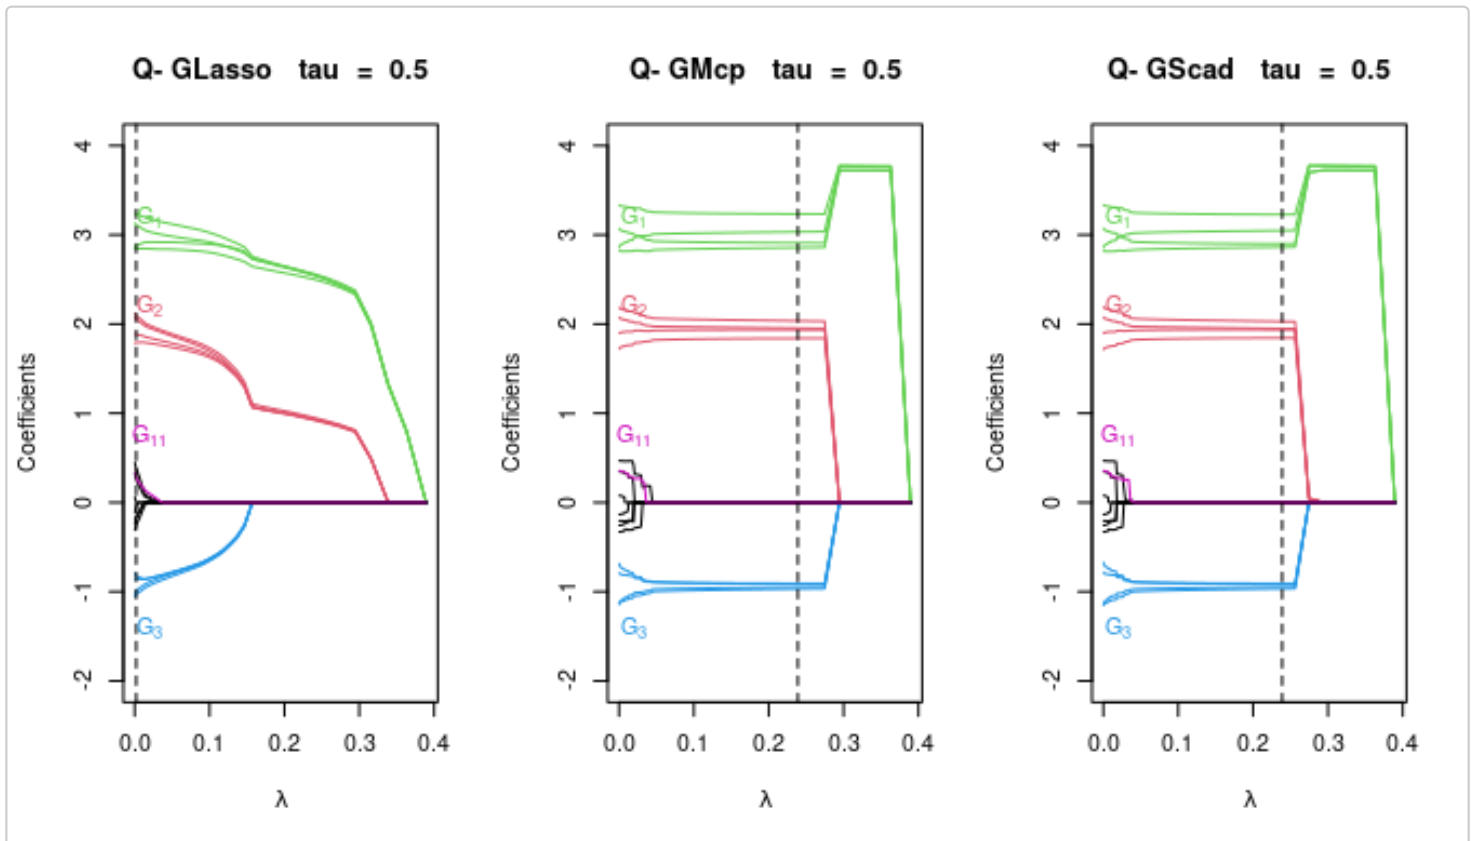 Q- GLasso tau = 0.5
Coefficients
4
3
2
1
0
-1
-2
G1
G2
G11
G3
0.0 0.1 0.2 0.3 0.4
λ
Q- GMcp tau = 0.5
Coefficients
4
3
2
1
0
-1
-2
G1
G2
G11
G3
0.0 0.1 0.2 0.3 0.4
λ
Q- GScad tau = 0.5
Coefficients
4
3
2
1
0
-1
-2
G1
G2
G11
G3
0.0 0.1 0.2 0.3 0.4
λ